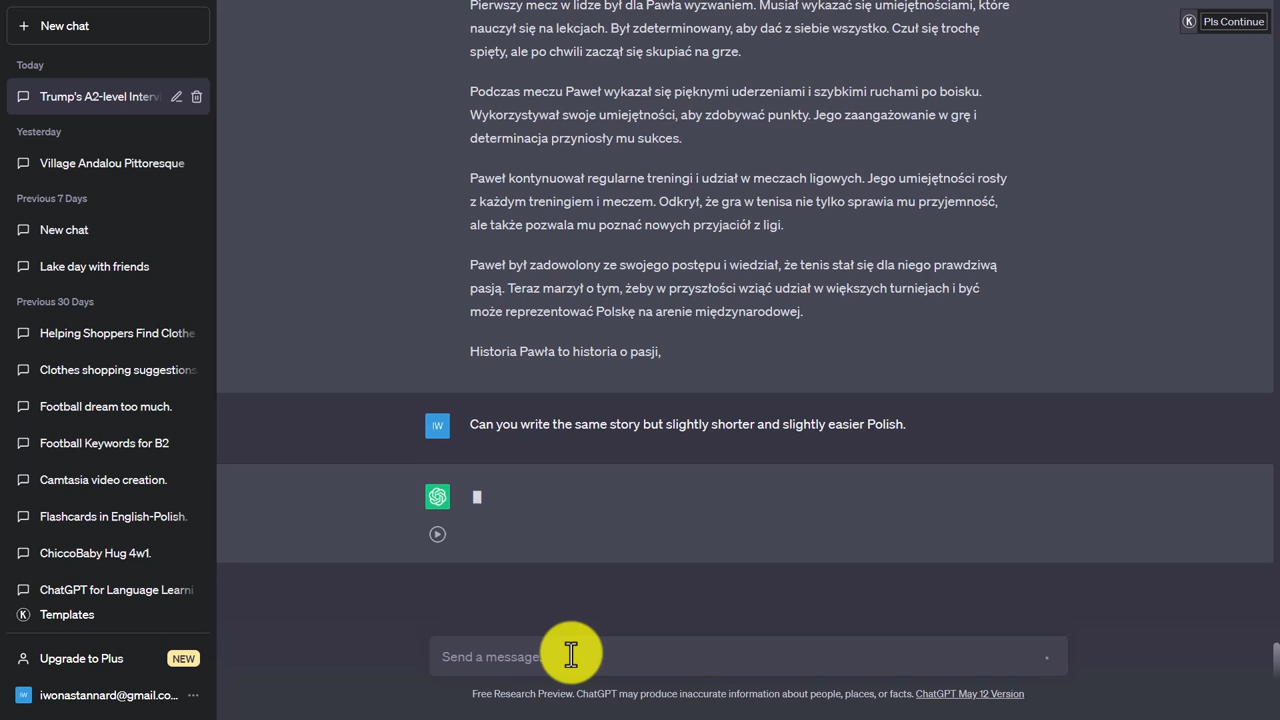 New chat
Today
Trump's A2-level Intervi
Yesterday
Village Andalou Pittoresque
Previous 7 Days
New chat
Lake day with friends
Previous 30 Days
Helping Shoppers Find Clothe
Clothes shopping suggestions.
Football dream too much.
Football Keywords for B2
Camtasia video creation.
Flashcards in English-Polish.
ChiccoBaby Hug 4w1.
ChatGPT for Language Learni
K Templates
Upgrade to Plus NEW
IW iwonastannard@gmail.co... ...
K Pls Continue
Pierwszy mecz w lidze był dla Pawła wyzwaniem. Musiał wykazać się umiejętnościami, które
nauczył się na lekcjach. Był zdeterminowany, aby dać z siebie wszystko. Czuł się trochę
spięty, ale po chwili zaczął się skupiać na grze.
Podczas meczu Paweł wykazał się pięknymi uderzeniami i szybkimi ruchami po boisku.
Wykorzystywał swoje umiejętności, aby zdobywać punkty. Jego zaangażowanie w grę i
determinacja przyniosły mu sukces.
Paweł kontynuował regularne treningi i udział w meczach ligowych. Jego umiejętności rosły
z każdym treningiem i meczem. Odkrył, że gra w tenisa nie tylko sprawia mu przyjemność,
ale także pozwala mu poznać nowych przyjaciół z ligi.
Paweł był zadowolony ze swojego postępu i wiedział, że tenis stał się dla niego prawdziwą
pasją. Teraz marzył o tym, żeby w przyszłości wziąć udział w większych turniejach i być
może reprezentować Polskę na arenie międzynarodowej.
Historia Pawła to historia o pasji,
IW Can you write the same story but slightly shorter and slightly easier Polish.
Send a message.
Free Research Preview. ChatGPT may produce inaccurate information about people, places, or facts. ChatGPT May 12 Version